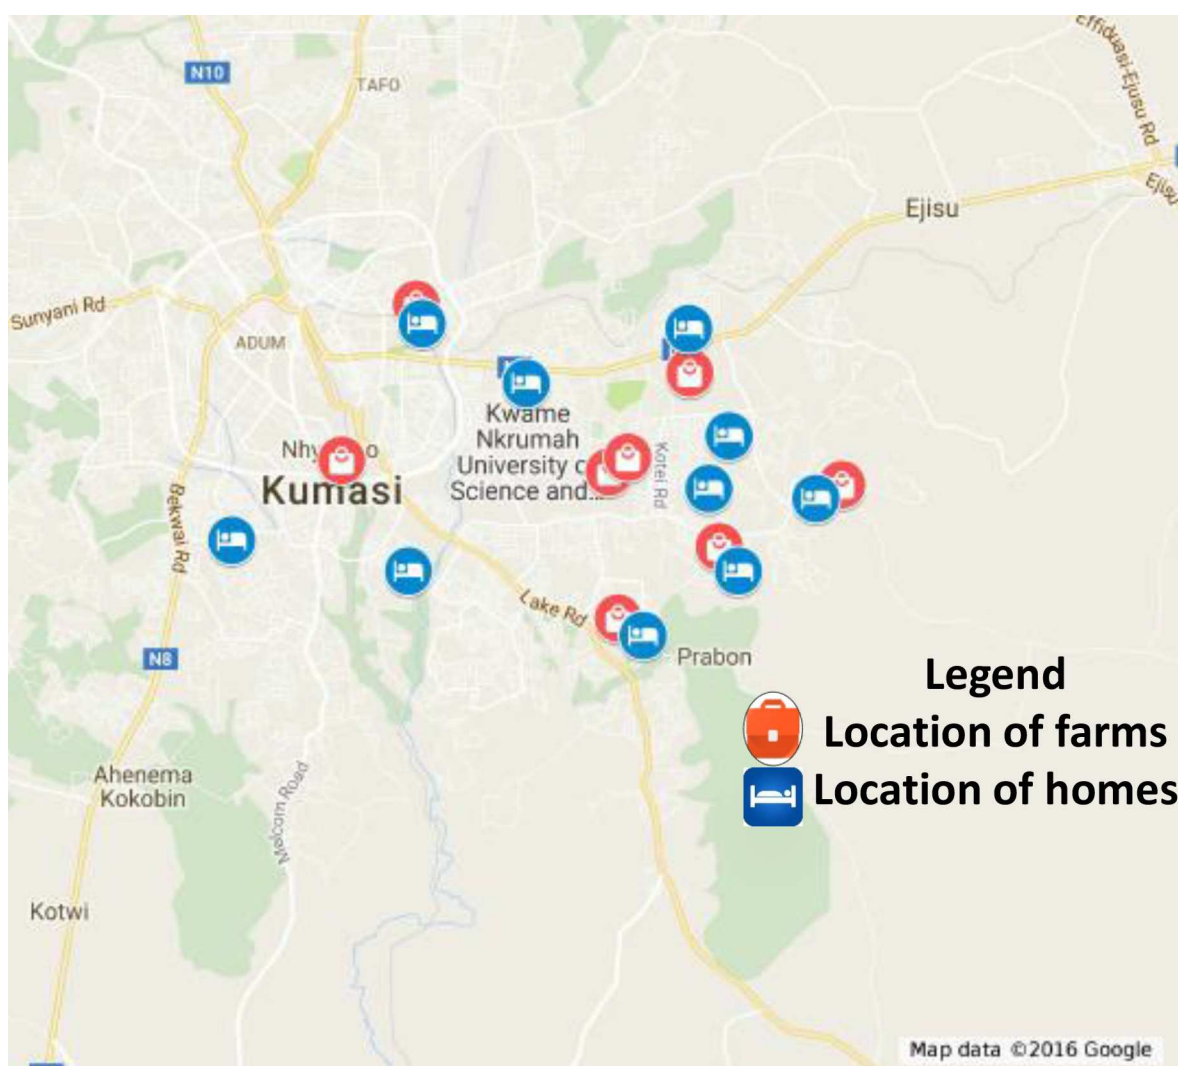 Effiduasi-Ejusu Rd
N10
TAFO
Ejisu
Ejisu
Sunyani Rd
ADUM
Kwame
Nkrumah
University o
Science and...
Kotei Rd
Kumasi
Bekwai Rd
Lake Rd
Prabon
N8
Legend
Location of farms
Location of homes
Ahenema
Kokobin
Melcom Road
Kotwi
Map data ©2016 Google